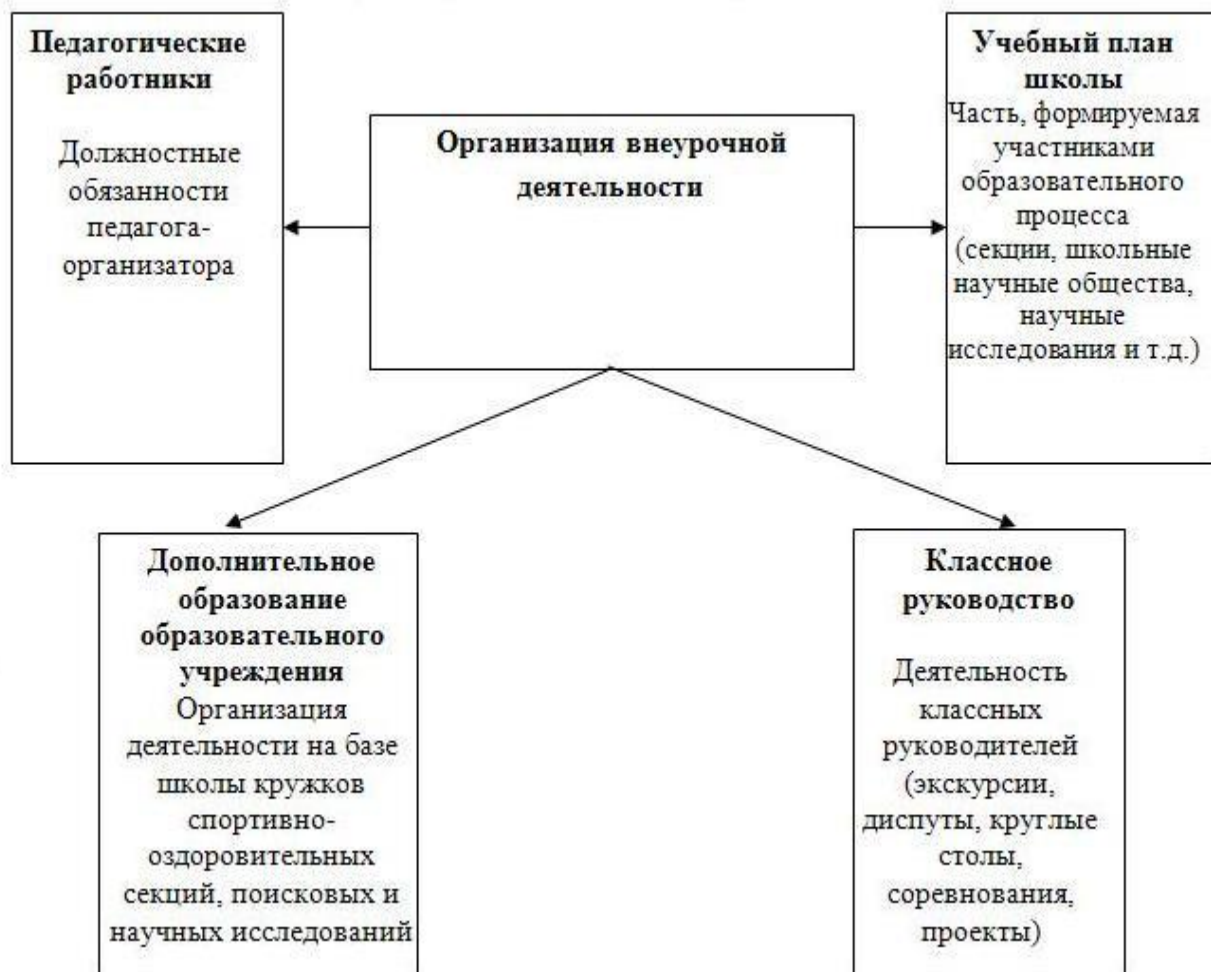 Педагогические
работники
Должностные
обязанности
педагога-
организатора
Организация внеурочной
деятельности
Учебный план
школы
Часть, формируемая
участниками
образовательного
процесса
(секции, школьные
научные общества,
научные
исследования и т.д.)
Дополнительное
образование
образовательного
учреждения
Организация
деятельности на базе
школы кружков
спортивно-
оздоровительных
секций, поисковых и
научных исследований
Классное
руководство
Деятельность
классных
руководителей
(экскурсии,
диспуты, круглые
столы,
соревнования,
проекты)